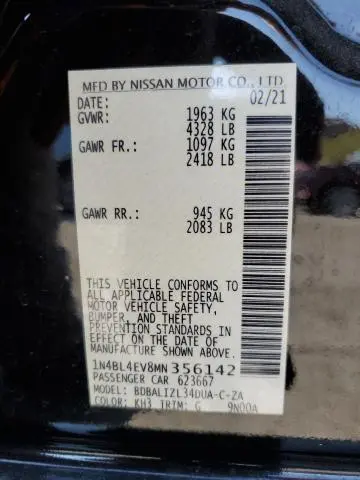 MFD BY NISSAN MOTOR CO., LTD.
DATE: 02/21
GVWR: 1963 KG
4328 LB
GAWR FR.: 1097 KG
2418 LB
GAWR RR.: 945 KG
2083 LB
THIS VEHICLE CONFORMS TO
ALL APPLICABLE FEDERAL
MOTOR VEHICLE SAFETY,
BUMPER, AND THEFT
PREVENTION STANDARDS IN
EFFECT ON THE DATE OF
MANUFACTURE SHOWN ABOVE.
1N4BL4EV8MN356142
PASSENGER CAR 623667
MODEL: BDBALIZL34DUA-C-ZA
COLOR: KH3 TRIM: G 9N00A